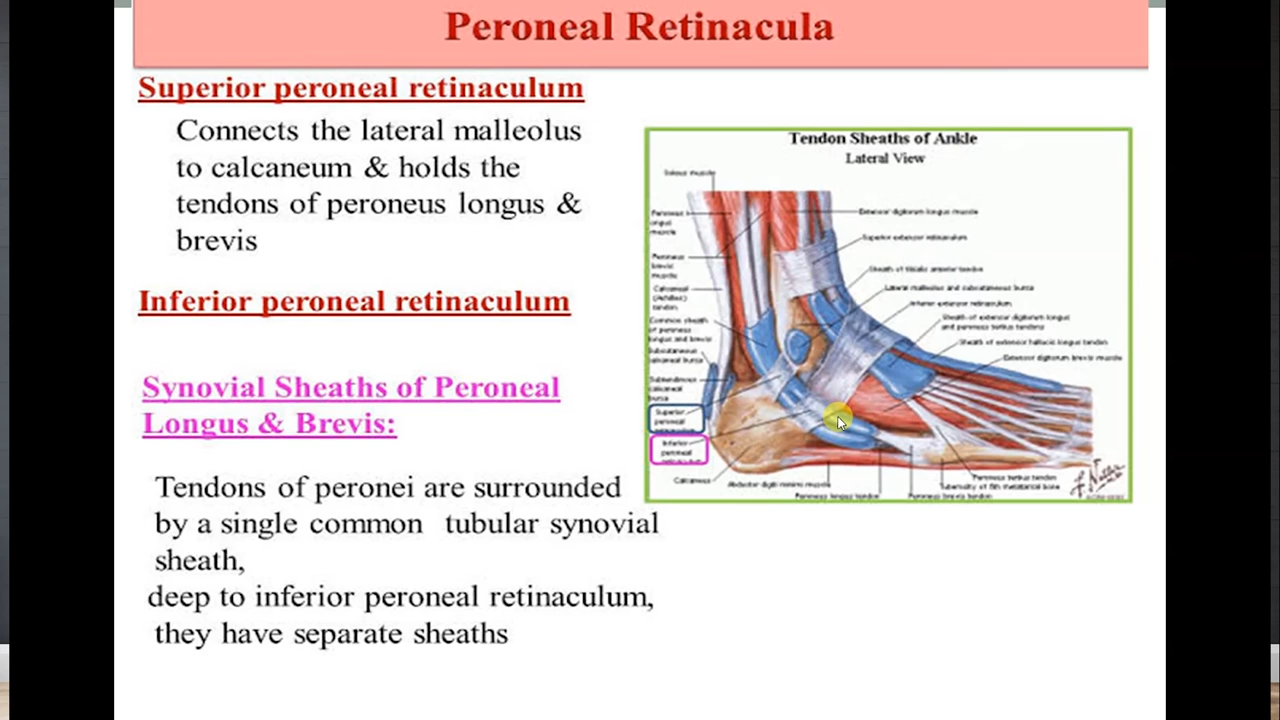 Peroneal Retinacula
Superior peroneal retinaculum
Connects the lateral malleolus
to calcaneum & holds the
tendons of peroneus longus &
brevis
Inferior peroneal retinaculum
Synovial Sheaths of Peroneal
Longus & Brevis:
Tendons of peronei are surrounded
by a single common tubular synovial
sheath,
deep to inferior peroneal retinaculum,
they have separate sheaths
Tendon Sheaths of Ankle
Lateral View
Soleus muscle
Peroneus
longus
muscle
Peroneus
brevis
muscle
Calcaneal
(Achilles)
tendon
Common sheath
of peroneus
longus and brevis
Subcutaneous
calcaneal bursa
Subtendinous
calcaneal
bursa
Superior
peroneal
Inferior
peroneal
Calcaneus
Abductor digiti minimi muscle
Peroneus longus tendon
Peroneus brevis tendon
Tuberosity of 5th metatarsal bone
Peroneus tertius tendon
Extensor digitorum longus muscle
Superior extensor retinaculum
Sheath of tibialis anterior tendon
Lateral malleolus and subcutaneous bursa
Inferior extensor retinaculum
Sheath of extensor digitorum longus
and peroneus tertius tendons
Sheath of extensor hallucis longus tendon
Extensor digitorum brevis muscle